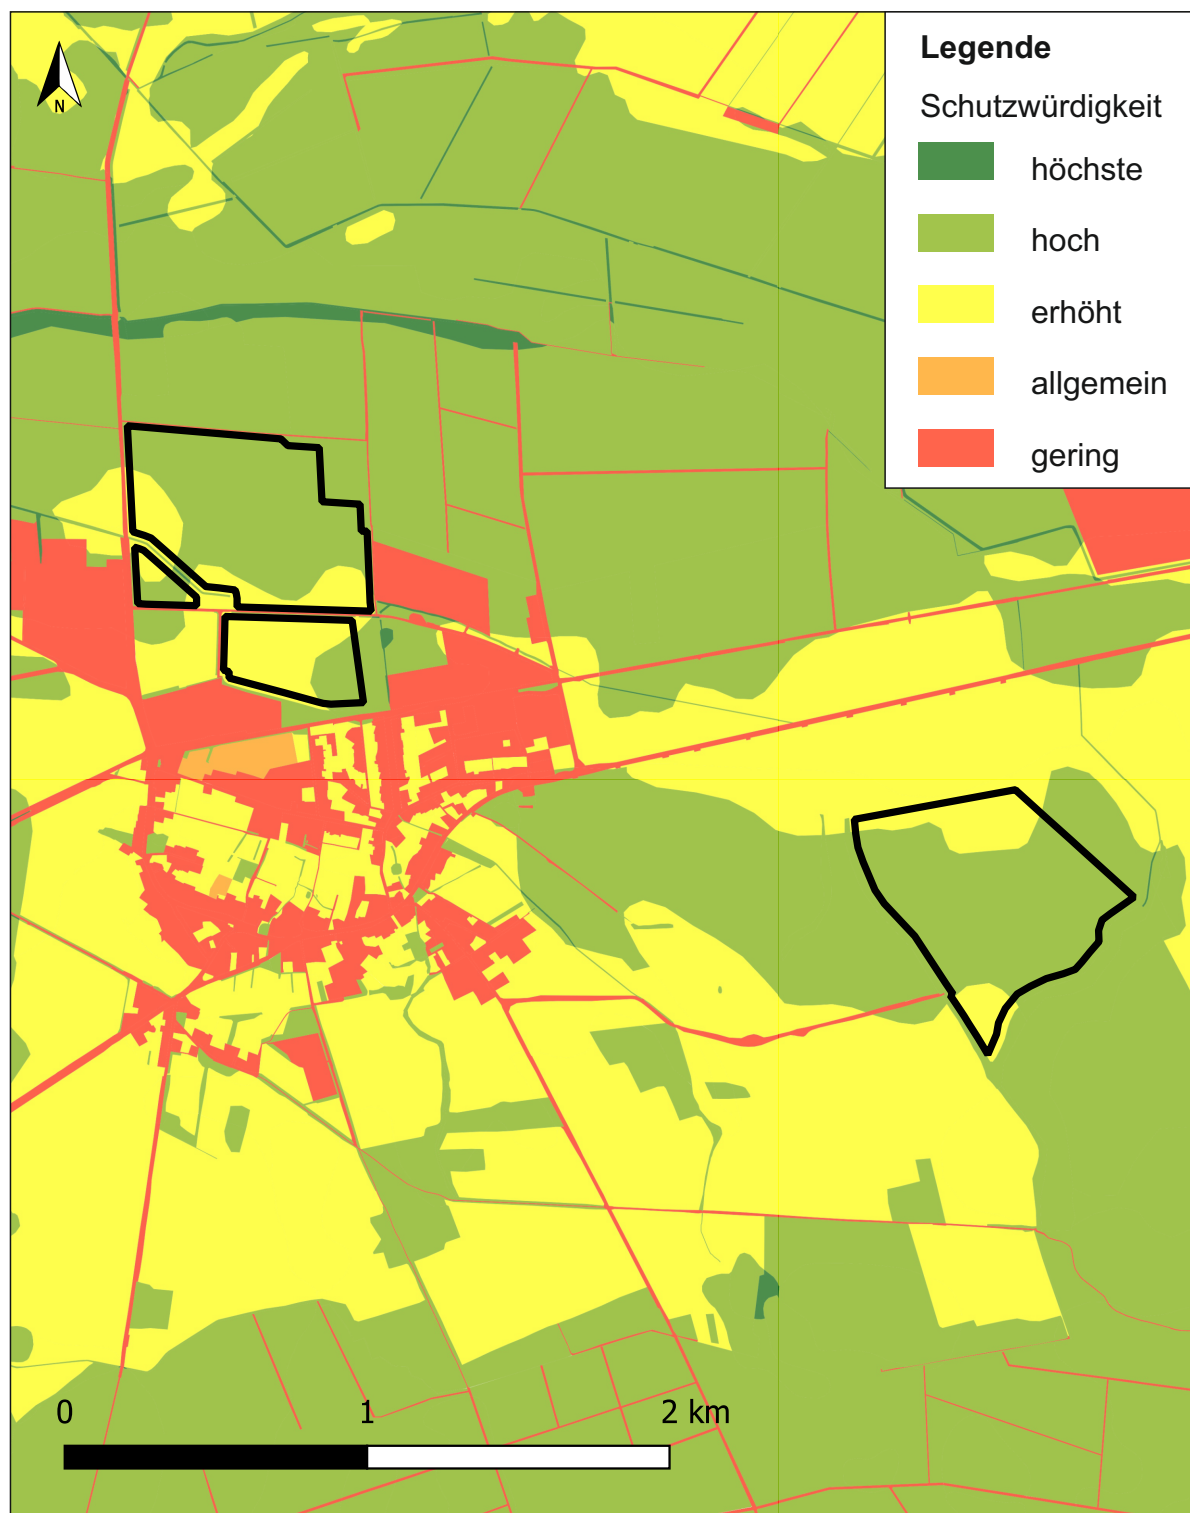 N
Legende
Schutzwürdigkeit
höchste
hoch
erhöht
allgemein
gering
0 1 2 km